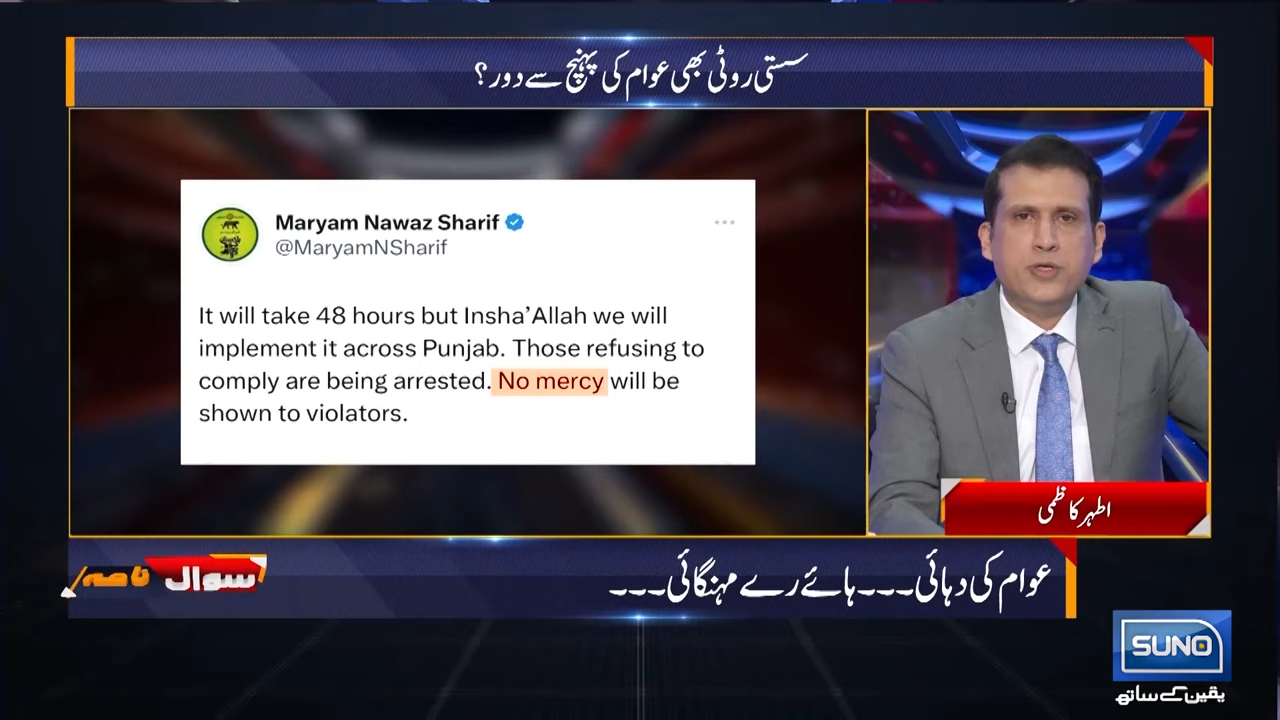 سستی روٹی بھی عوام کی پہنچ سے دور؟
Maryam Nawaz Sharif
@MaryamNSharif
It will take 48 hours but Insha'Allah we will
implement it across Punjab. Those refusing to
comply are being arrested. No mercy will be
shown to violators.
اطہر کاظمی
عوام کی دہائی۔۔۔ہائے رے مہنگائی۔۔۔
سوال نامہ
SUNO
یقین کے ساتھ